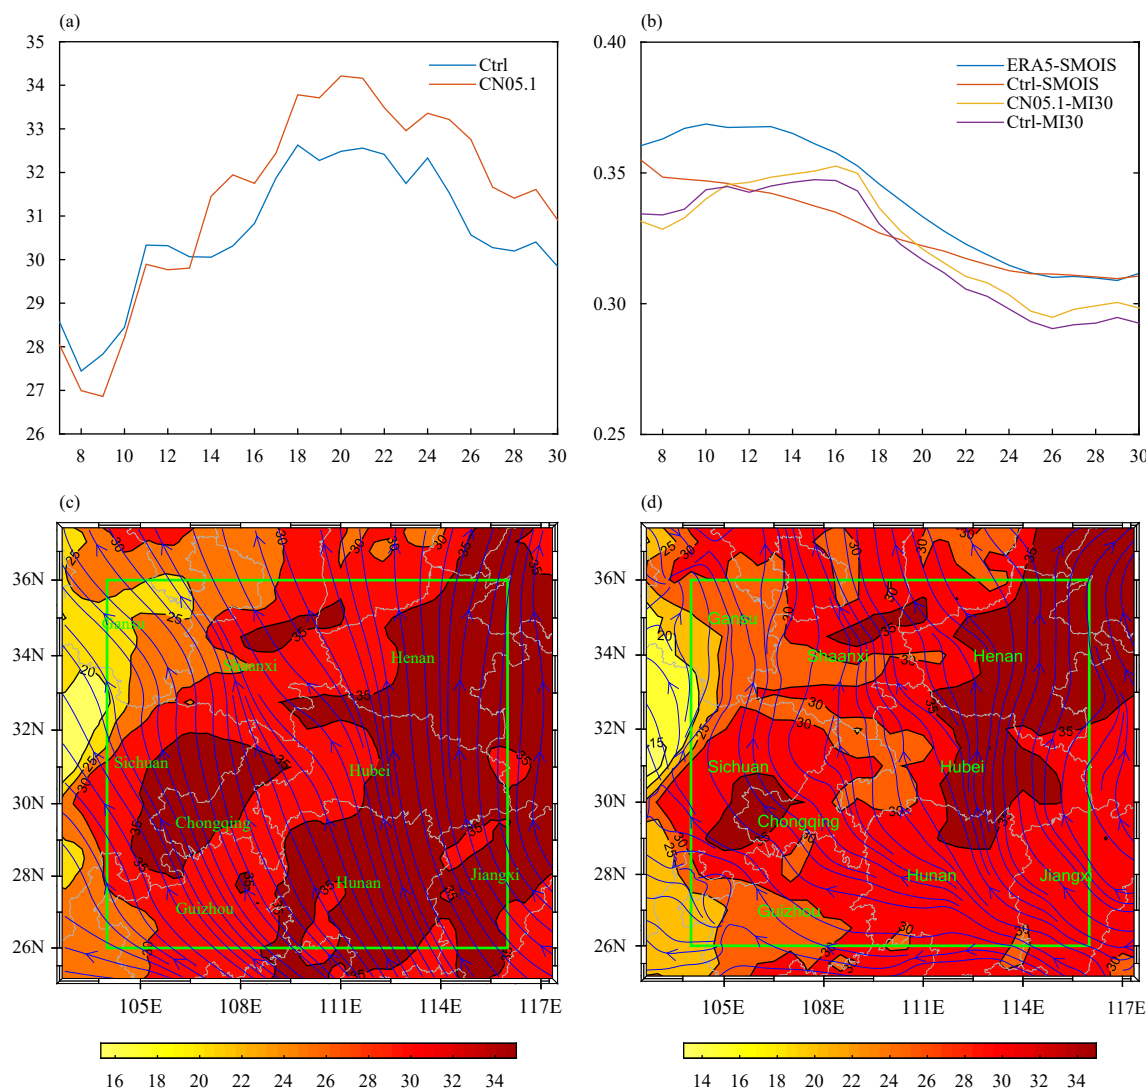 (a)
35
34
33
32
31
30
29
28
27
26
8 10 12 14 16 18 20 22 24 26 28 30
Ctrl
CN05.1
(b)
0.40
0.35
0.30
0.25
8 10 12 14 16 18 20 22 24 26 28 30
ERA5-SMOIS
Ctrl-SMOIS
CN05.1-MI30
Ctrl-MI30
(c)
36N
34N
32N
30N
28N
26N
105E 108E 111E 114E 117E
Gansu
Shaanxi
Henan
Sichuan
Hubei
Chongqing
Hunan
Jiangxi
Guizhou
16 18 20 22 24 26 28 30 32 34
(d)
36N
34N
32N
30N
28N
26N
105E 108E 111E 114E 117E
Gansu
Shaanxi
Henan
Sichuan
Hubei
Chongqing
Hunan
Jiangxi
Guizhou
14 16 18 20 22 24 26 28 30 32 34